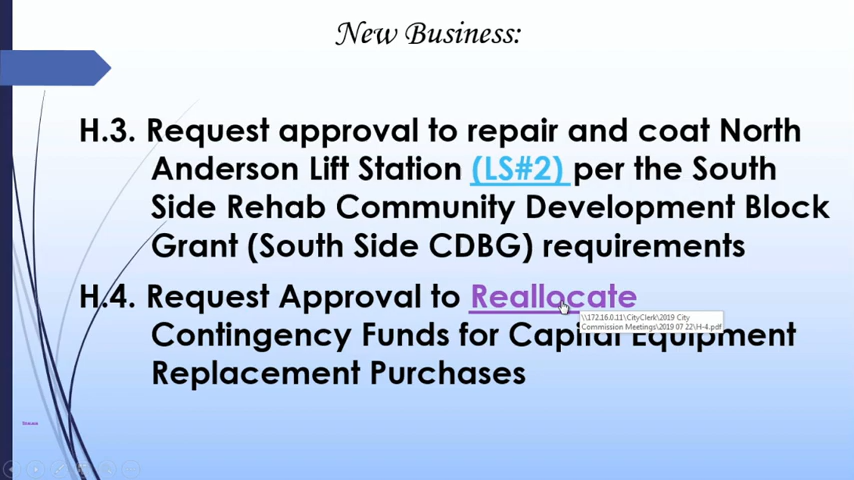 New Business:
H.3. Request approval to repair and coat North
Anderson Lift Station (LS#2) per the South
Side Rehab Community Development Block
Grant (South Side CDBG) requirements
H.4. Request Approval to Reallocate
\\172.16.0.11\CityClerk\2019 City
Commission Meetings\2019 07 22\H-4.pdf
Contingency Funds for Capital Equipment
Replacement Purchases